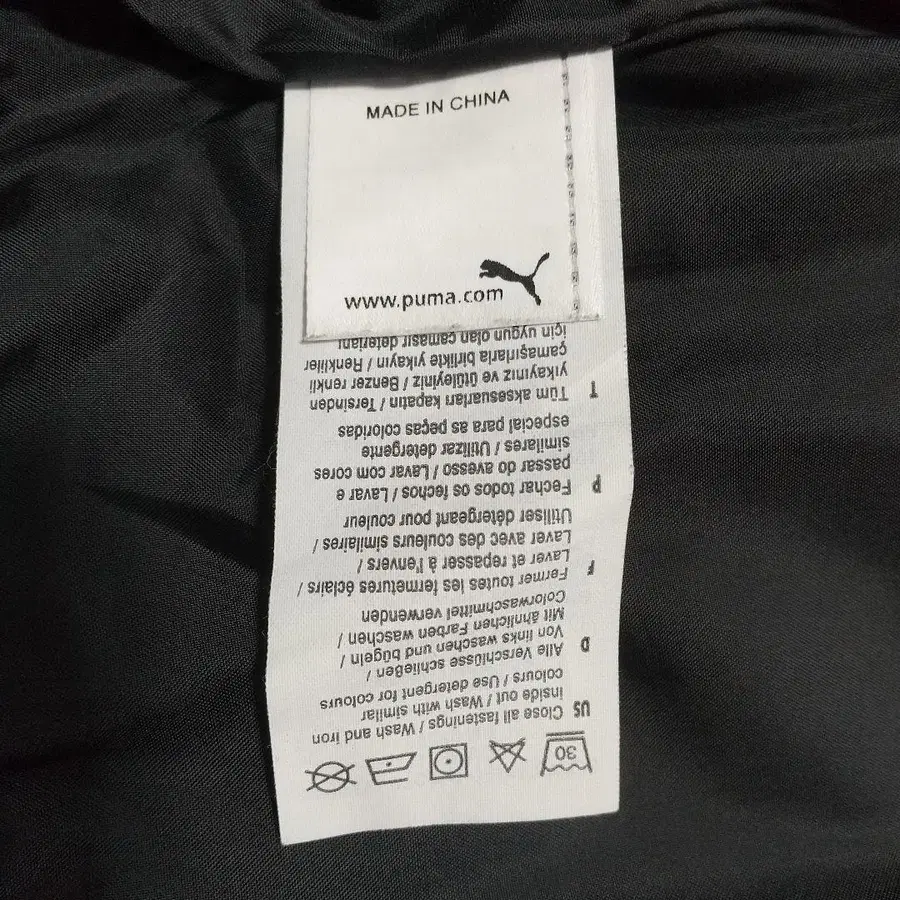 MADE IN CHINA
www.puma.com
30
US Close all fastenings / Wash and iron
inside out / Wash with similar
colours / Use detergent for colours
D Alle Verschlüsse schließen /
Von links waschen und bügeln /
Mit ähnlichen Farben waschen /
Colorwaschmittel verwenden
F Fermer toutes les fermetures éclairs /
Laver et repasser à l'envers /
Laver avec des couleurs similaires /
Utiliser détergeant pour couleur
P Fechar todos os fechos / Lavar e
passar do avesso / Lavar com cores
similares / Utilizar detergente
especial para as peças coloridas
T Tüm aksesuarları kapatın / Tersinden
yıkayınız ve ütüleyiniz / Benzer renkli
çamaşırlarla birlikte yıkayın / Renkliler
için uygun olan çamaşır deterjanı